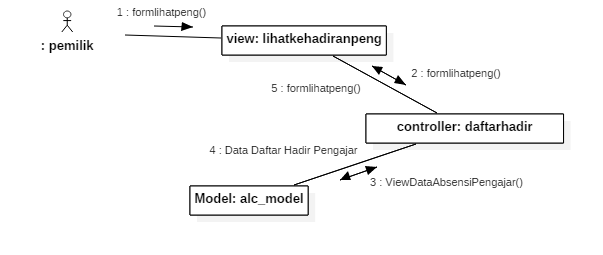 1 : formlihatpeng()
: pemilik
view: lihatkehadiranpeng
2 : formlihatpeng()
5 : formlihatpeng()
controller: daftarhadir
4 : Data Daftar Hadir Pengajar
3 : ViewDataAbsensiPengajar()
Model: alc_model